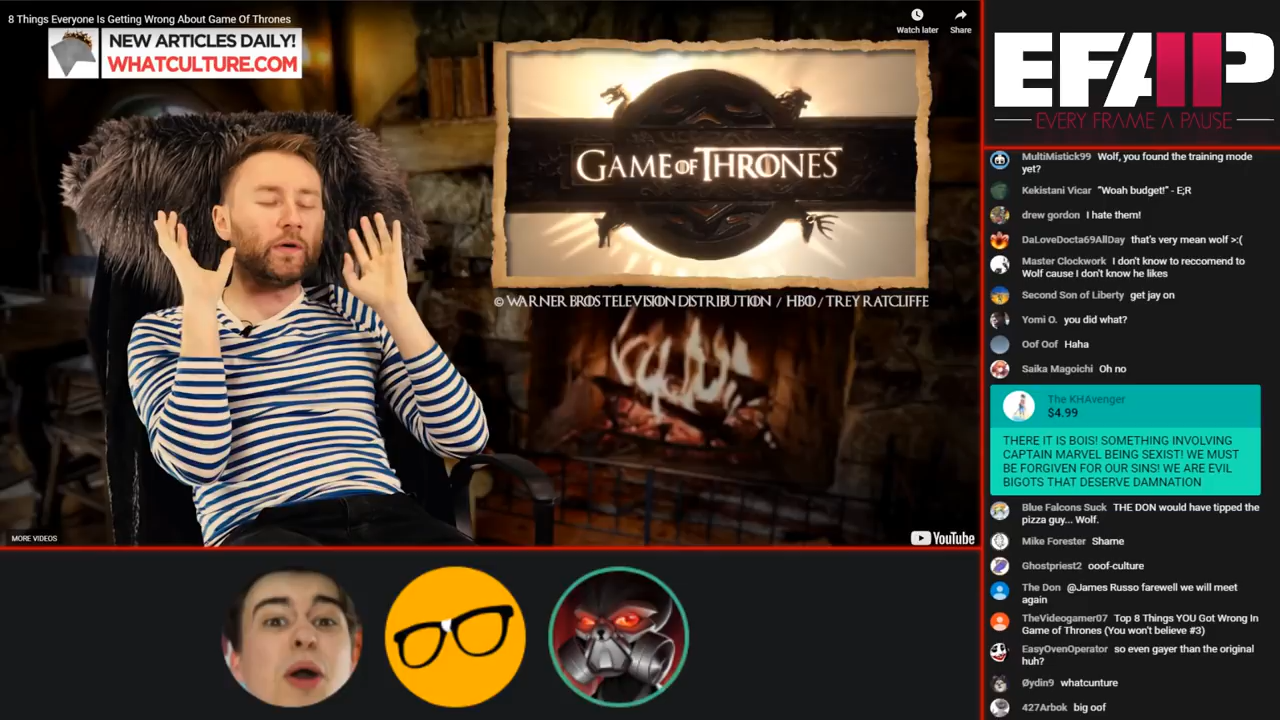 8 Things Everyone Is Getting Wrong About Game Of Thrones
NEW ARTICLES DAILY!
WHATCULTURE.COM
Watch later
Share
GAME OF THRONES
© WARNER BROS TELEVISION DISTRIBUTION / HBO / TREY RATCLIFFE
MORE VIDEOS
YouTube
EFAP
EVERY FRAME A PAUSE
MultiMistick99 Wolf, you found the training mode
yet?
Kekistani Vicar “Woah budget!” - E;R
drew gordon I hate them!
DaLoveDocta69AllDay that's very mean wolf >:(
Master Clockwork I don't know to reccomend to
Wolf cause I don't know he likes
Second Son of Liberty get jay on
Yomi O. you did what?
Oof Oof Haha
Saika Magoichi Oh no
The KHAvenger
$4.99
THERE IT IS BOIS! SOMETHING INVOLVING
CAPTAIN MARVEL BEING SEXIST! WE MUST
BE FORGIVEN FOR OUR SINS! WE ARE EVIL
BIGOTS THAT DESERVE DAMNATION
Blue Falcons Suck THE DON would have tipped the
pizza guy... Wolf.
Mike Forester Shame
Ghostpriest2 ooof-culture
The Don @James Russo farewell we will meet
again
TheVideogamer07 Top 8 Things YOU Got Wrong In
Game of Thrones (You won't believe #3)
EasyOvenOperator so even gayer than the original
huh?
Øydin9 whatcunture
427Arbok big oof